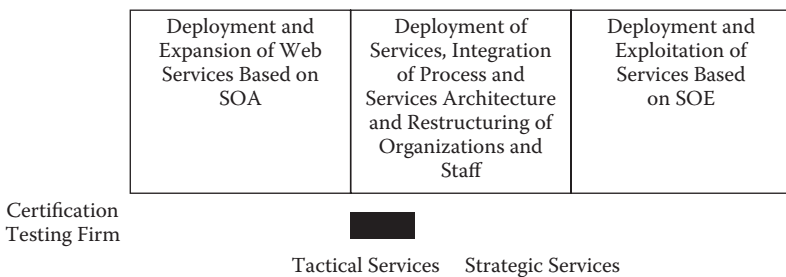 Deployment and
Expansion of Web
Services Based on
SOA
Deployment of
Services, Integration
of Process and
Services Architecture
and Restructuring of
Organizations and
Staff
Deployment and
Exploitation of
Services Based
on SOE
Certification
Testing Firm
Tactical Services Strategic Services